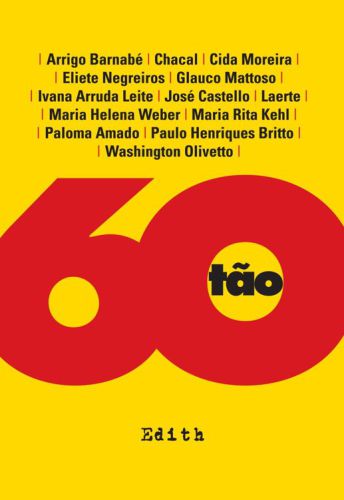 | Arrigo Barnabé | Chacal | Cida Moreira |
| Eliete Negreiros | Glauco Mattoso |
| Ivana Arruda Leite | José Castello | Laerte |
| Maria Helena Weber | Maria Rita Kehl |
| Paloma Amado | Paulo Henriques Britto |
| Washington Olivetto |
60
tão
Edith